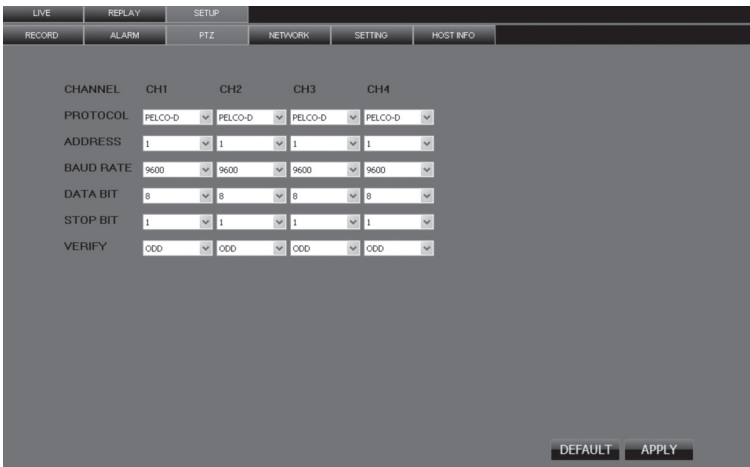 LIVE REPLAY SETUP
RECORD ALARM PTZ NETWORK SETTING HOST INFO
CHANNEL CH1 CH2 CH3 CH4
PROTOCOL PELCO-D PELCO-D PELCO-D PELCO-D
ADDRESS 1 1 1 1
BAUD RATE 9600 9600 9600 9600
DATA BIT 8 8 8 8
STOP BIT 1 1 1 1
VERIFY ODD ODD ODD ODD
DEFAULT APPLY